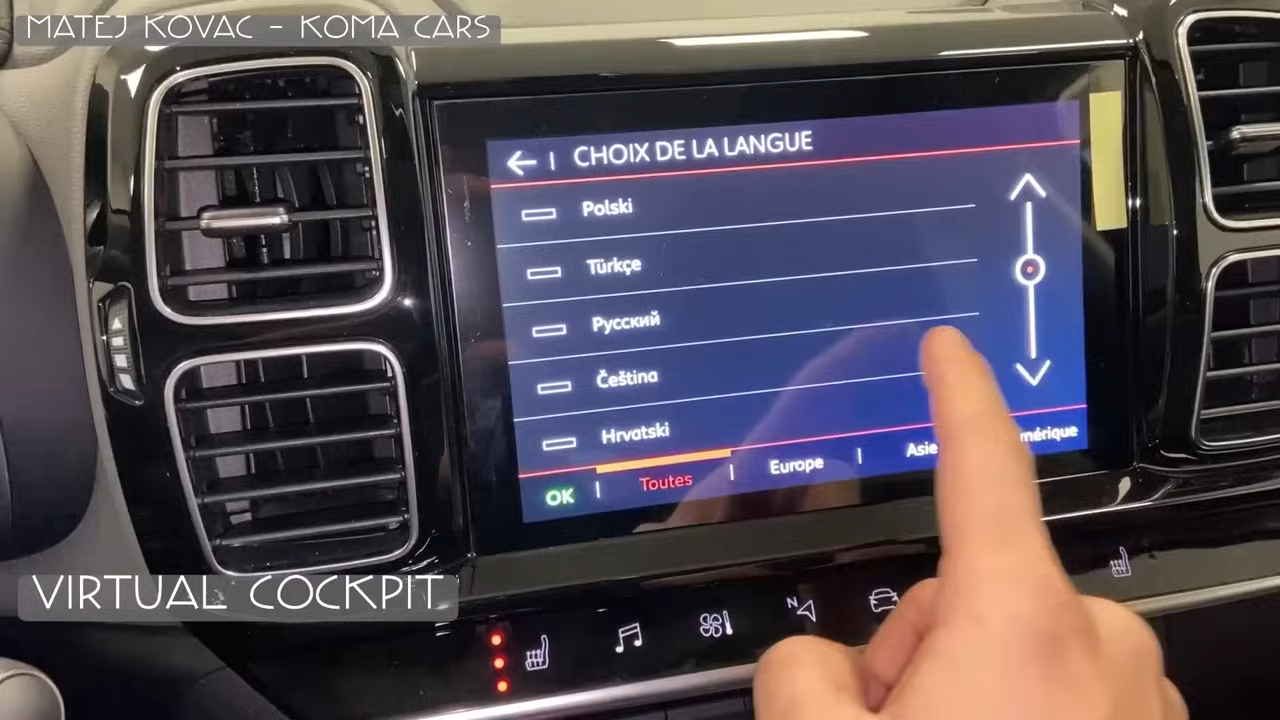 MATEJ KOVAC - KOMA CARS
CHOIX DE LA LANGUE
Polski
Türkçe
Русский
Čeština
Hrvatski
OK Toutes Europe Asie mérique
VIRTUAL COCKPIT
N